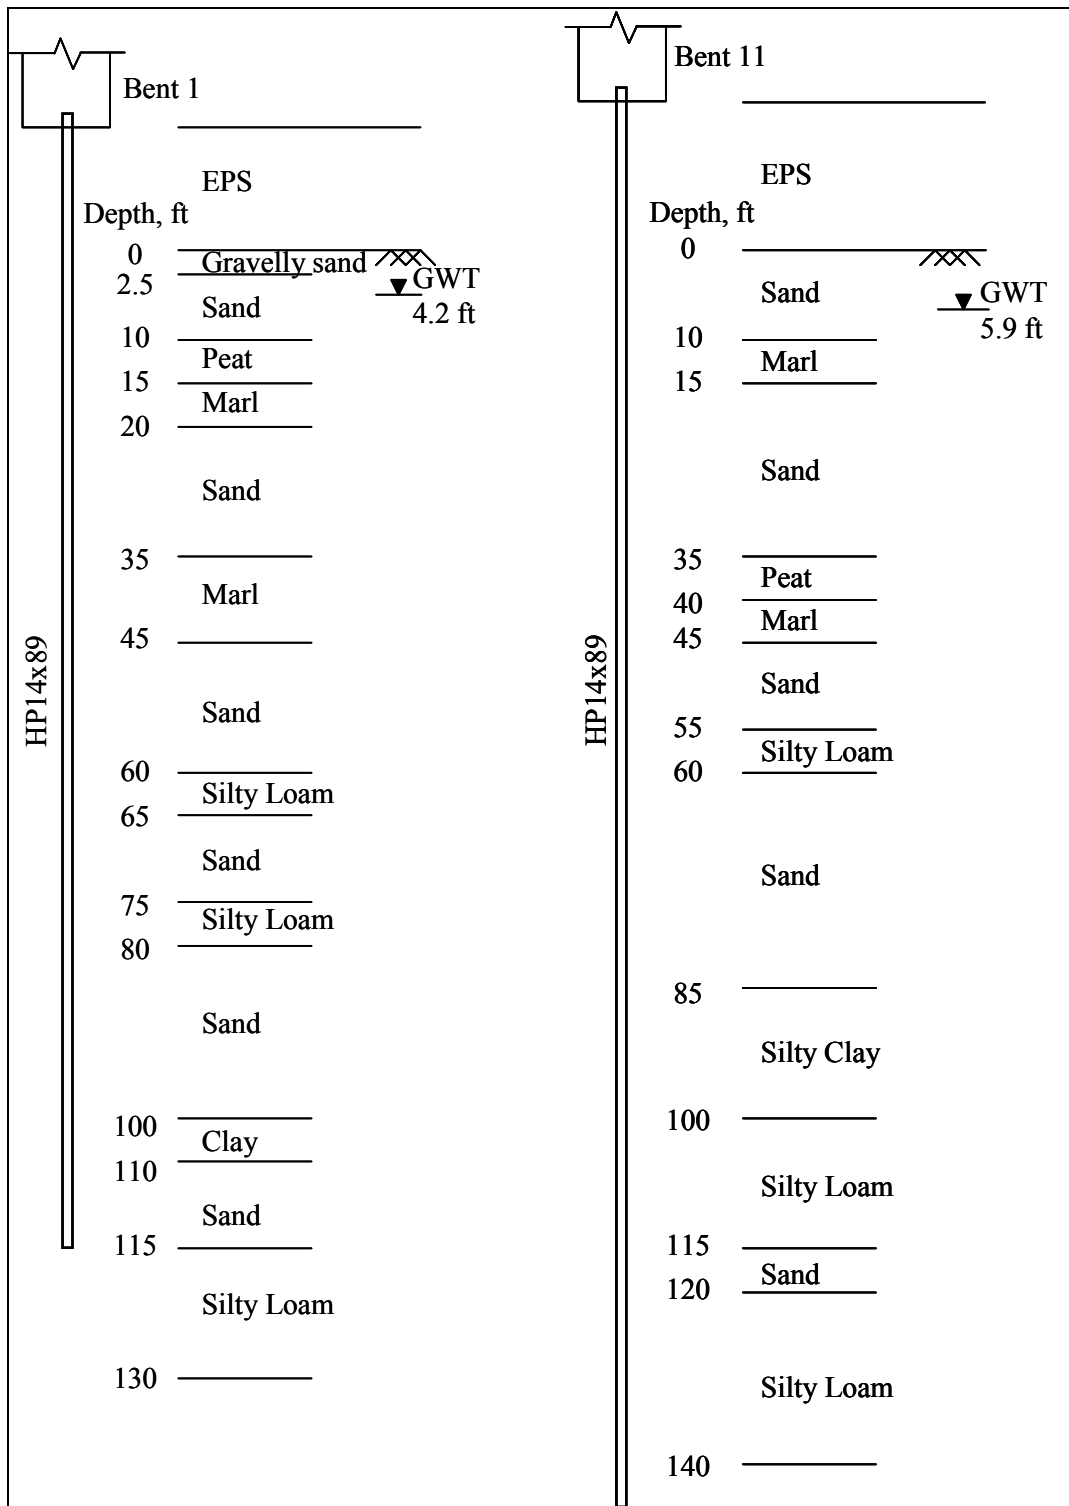 Bent 1
EPS
Depth, ft
0
Gravelly sand
2.5
GWT
4.2 ft
Sand
10
Peat
15
Marl
20
Sand
35
Marl
45
HP14x89
Sand
60
Silty Loam
65
Sand
75
Silty Loam
80
Sand
100
Clay
110
Sand
115
Silty Loam
130
Bent 11
EPS
Depth, ft
0
Sand
GWT
5.9 ft
10
Marl
15
Sand
35
Peat
40
Marl
45
HP14x89
Sand
55
Silty Loam
60
Sand
85
Silty Clay
100
Silty Loam
115
Sand
120
Silty Loam
140